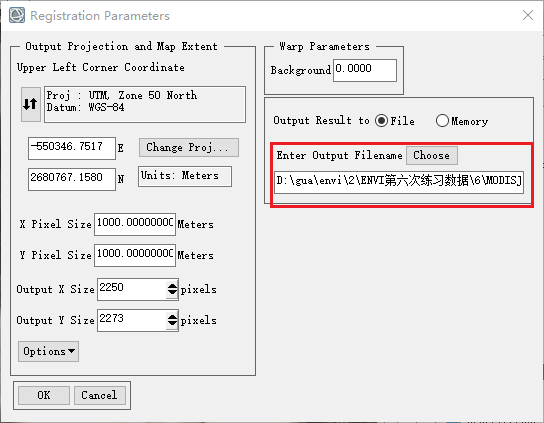 Registration Parameters
Output Projection and Map Extent
Upper Left Corner Coordinate
Proj : UTM, Zone 50 North
Datum: WGS-84
-550346.7517 E
Change Proj...
2680767.1580 N
Units: Meters
X Pixel Size 1000.00000000 Meters
Y Pixel Size 1000.00000000 Meters
Output X Size 2250 pixels
Output Y Size 2273 pixels
Options
OK Cancel
Warp Parameters
Background 0.0000
Output Result to File Memory
Enter Output Filename Choose
D:\gua\envi\2\ENVI第六次练习数据\6\MODISj